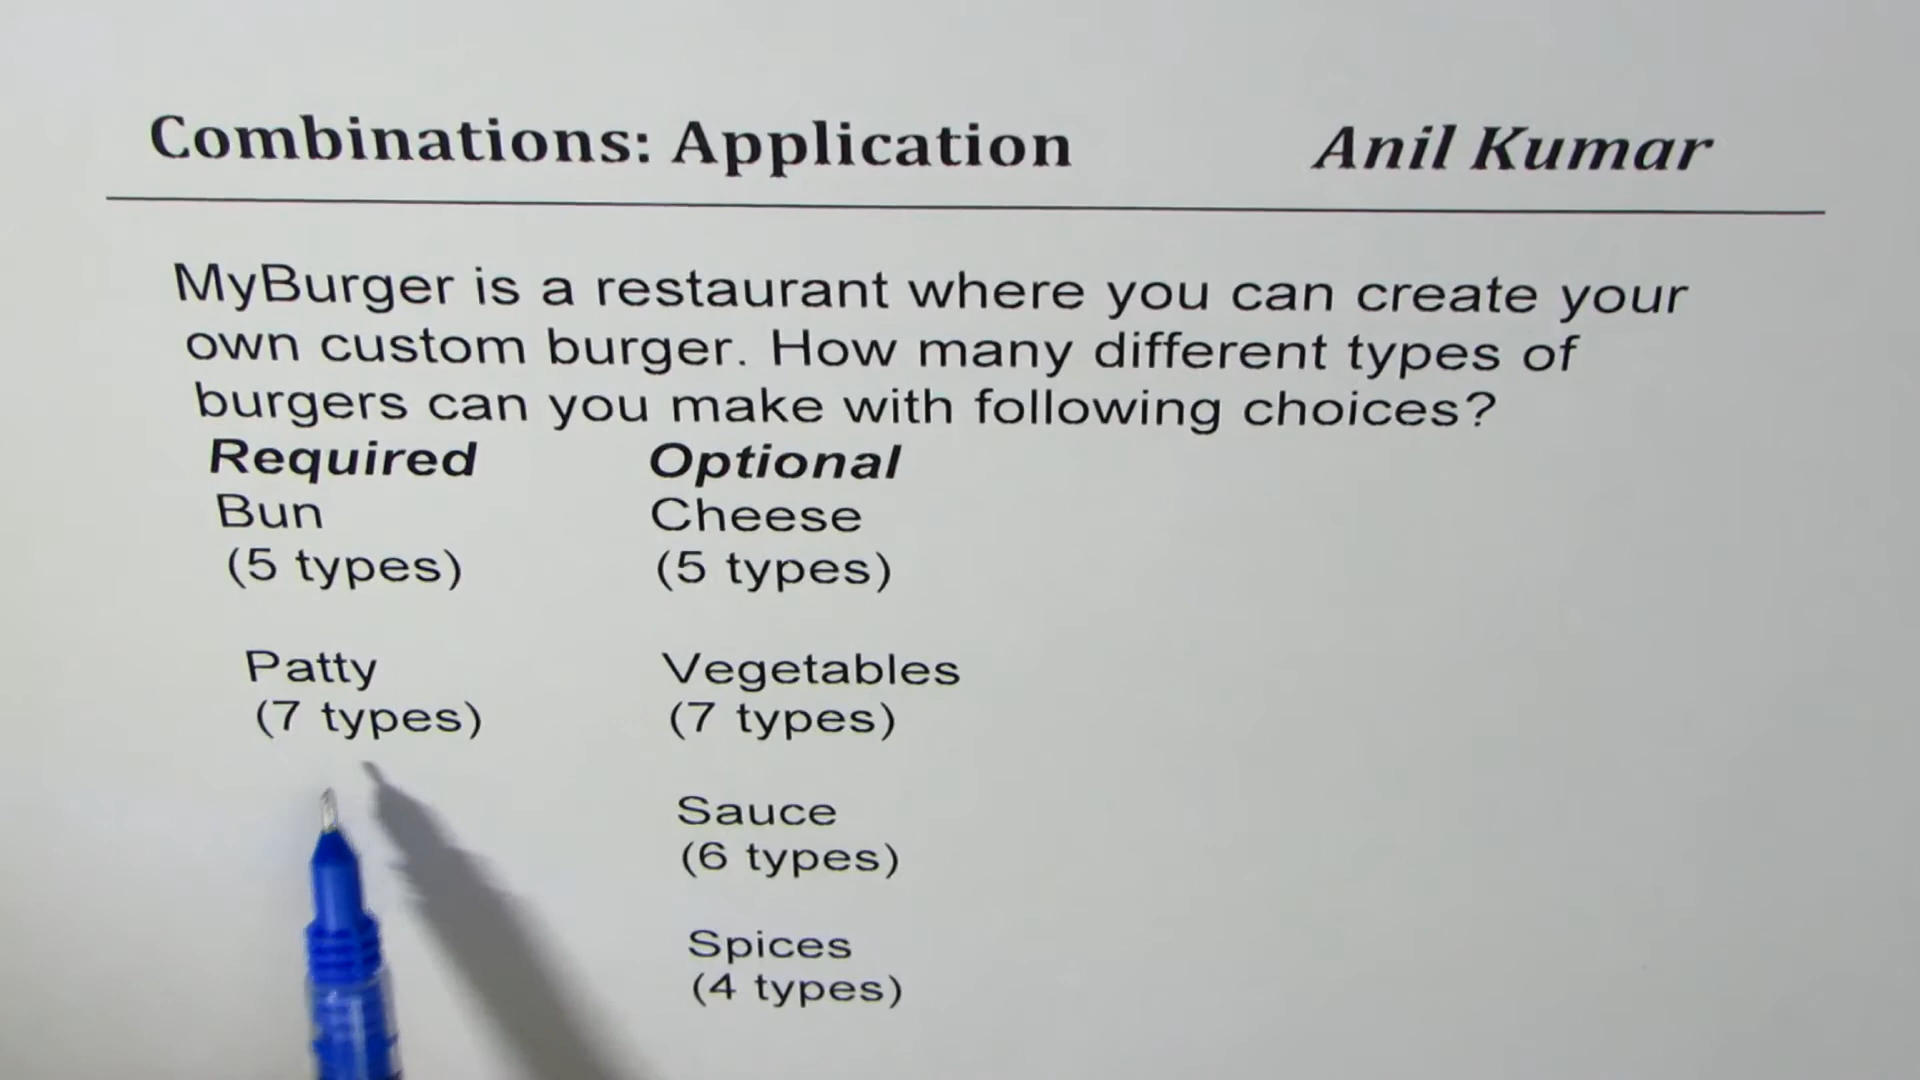 Combinations: Application Anil Kumar
MyBurger is a restaurant where you can create your
own custom burger. How many different types of
burgers can you make with following choices?
Required Optional
Bun Cheese
(5 types) (5 types)
Patty Vegetables
(7 types) (7 types)
Sauce
(6 types)
Spices
(4 types)